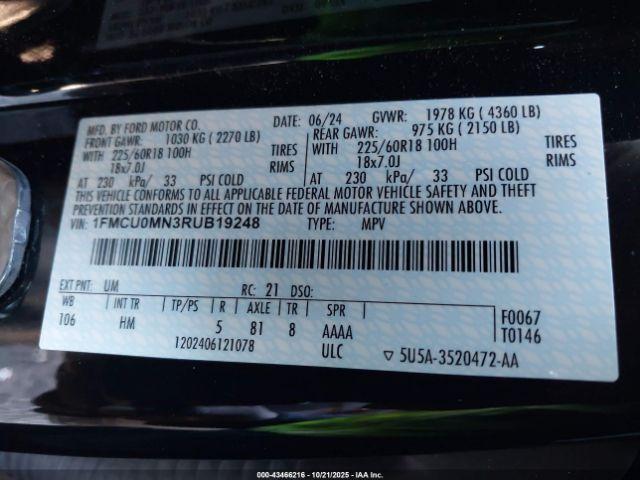 MFD. BY FORD MOTOR CO. DATE: 06/24 GVWR: 1978 KG ( 4360 LB)
FRONT GAWR: 1030 KG ( 2270 LB) REAR GAWR: 975 KG ( 2150 LB)
WITH 225/60R18 100H TIRES WITH 225/60R18 100H TIRES
18x7.0J RIMS 18x7.0J RIMS
AT 230 kPa/ 33 PSI COLD AT 230 kPa/ 33 PSI COLD
THIS VEHICLE CONFORMS TO ALL APPLICABLE FEDERAL MOTOR VEHICLE SAFETY AND THEFT
PREVENTION STANDARDS IN EFFECT ON THE DATE OF MANUFACTURE SHOWN ABOVE.
VIN: 1FMCU0MN3RUB19248 TYPE: MPV
EXT PNT: UM RC: 21 DSO:
WB INT TR TP/PS R AXLE TR SPR F0067
106 HM 5 81 8 AAAA T0146
1202406121078 ULC ▽ 5U5A-3520472-AA
000-43466216 - 10/21/2025 - IAA Inc.